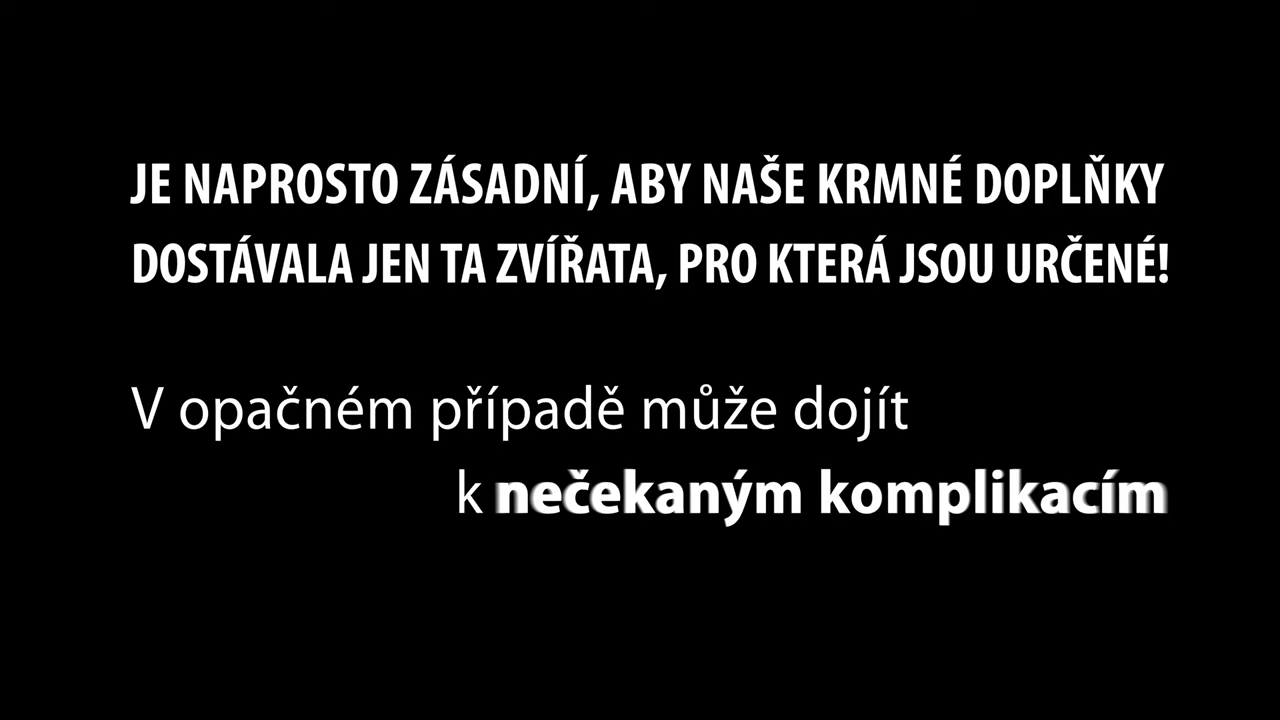 JE NAPROSTO ZÁSADNÍ, ABY NAŠE KRMNÉ DOPLŇKY
DOSTÁVALA JEN TA ZVÍŘATA, PRO KTERÁ JSOU URČENÉ!
V opačném případě může dojít
k nečekaným komplikacím